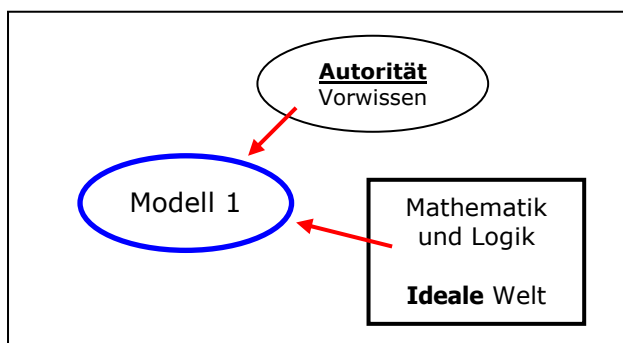 Autorität
Vorwissen
Modell 1
Mathematik
und Logik
Ideale Welt